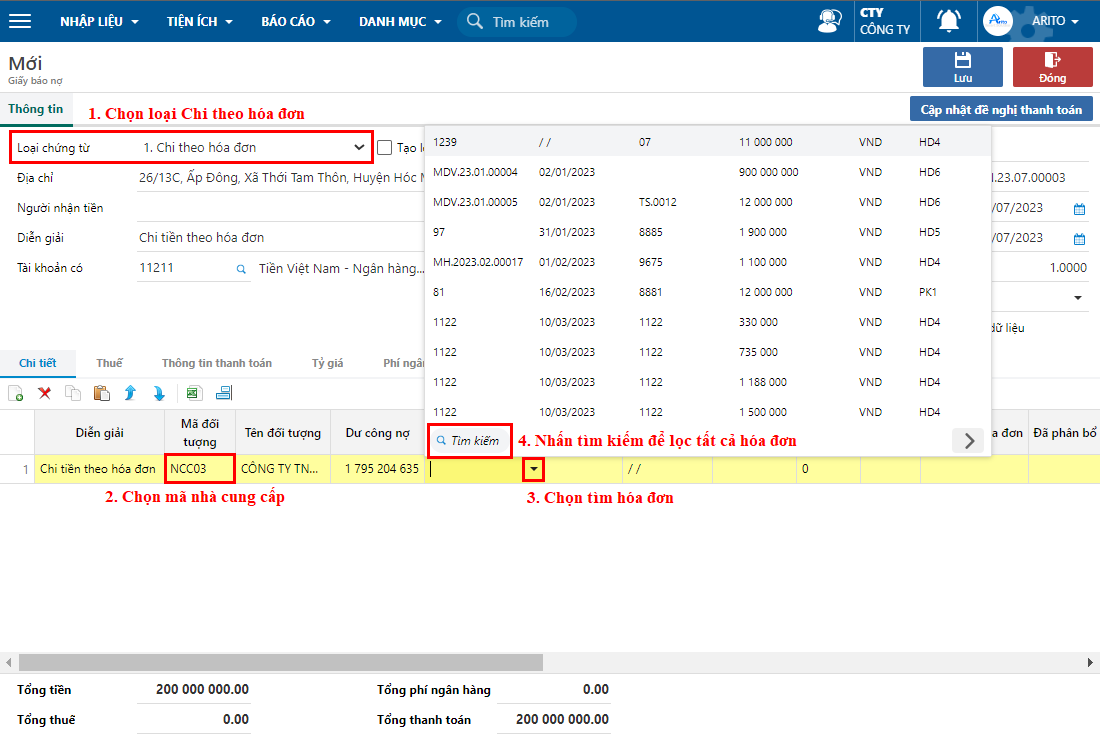 NHẬP LIỆU TIỆN ÍCH BÁO CÁO DANH MỤC Tìm kiếm CTY CÔNG TY Arito ARITO
Mới
Giấy báo nợ
Lưu Đóng
Thông tin 1. Chọn loại Chi theo hóa đơn Cập nhật đề nghị thanh toán
Loại chứng từ 1. Chi theo hóa đơn Tạo
Địa chỉ 26/13C, Ấp Đông, Xã Thới Tam Thôn, Huyện Hóc .23.07.00003
Người nhận tiền /07/2023
Diễn giải Chi tiền theo hóa đơn /07/2023
Tài khoản có 11211 Tiền Việt Nam - Ngân hàng... 1.0000
dữ liệu
1239 / / 07 11 000 000 VND HD4
MDV.23.01.00004 02/01/2023 900 000 000 VND HD6
MDV.23.01.00005 02/01/2023 TS.0012 12 000 000 VND HD6
97 31/01/2023 8885 1 900 000 VND HD5
MH.2023.02.00017 01/02/2023 9675 1 100 000 VND HD4
81 16/02/2023 8881 12 000 000 VND PK1
1122 10/03/2023 1122 330 000 VND HD4
1122 10/03/2023 1122 735 000 VND HD4
1122 10/03/2023 1122 1 188 000 VND HD4
1122 10/03/2023 1122 1 500 000 VND HD4
Tìm kiếm 4. Nhấn tìm kiếm để lọc tất cả hóa đơn
Chi tiết Thuế Thông tin thanh toán Tỷ giá Phí ngân
Diễn giải Mã đối tượng Tên đối tượng Dư công nợ a đơn Đã phân bổ
1 Chi tiền theo hóa đơn NCC03 CÔNG TY TN... 1 795 204 635 / / 0
2. Chọn mã nhà cung cấp 3. Chọn tìm hóa đơn
Tổng tiền 200 000 000.00 Tổng phí ngân hàng 0.00
Tổng thuế 0.00 Tổng thanh toán 200 000 000.00